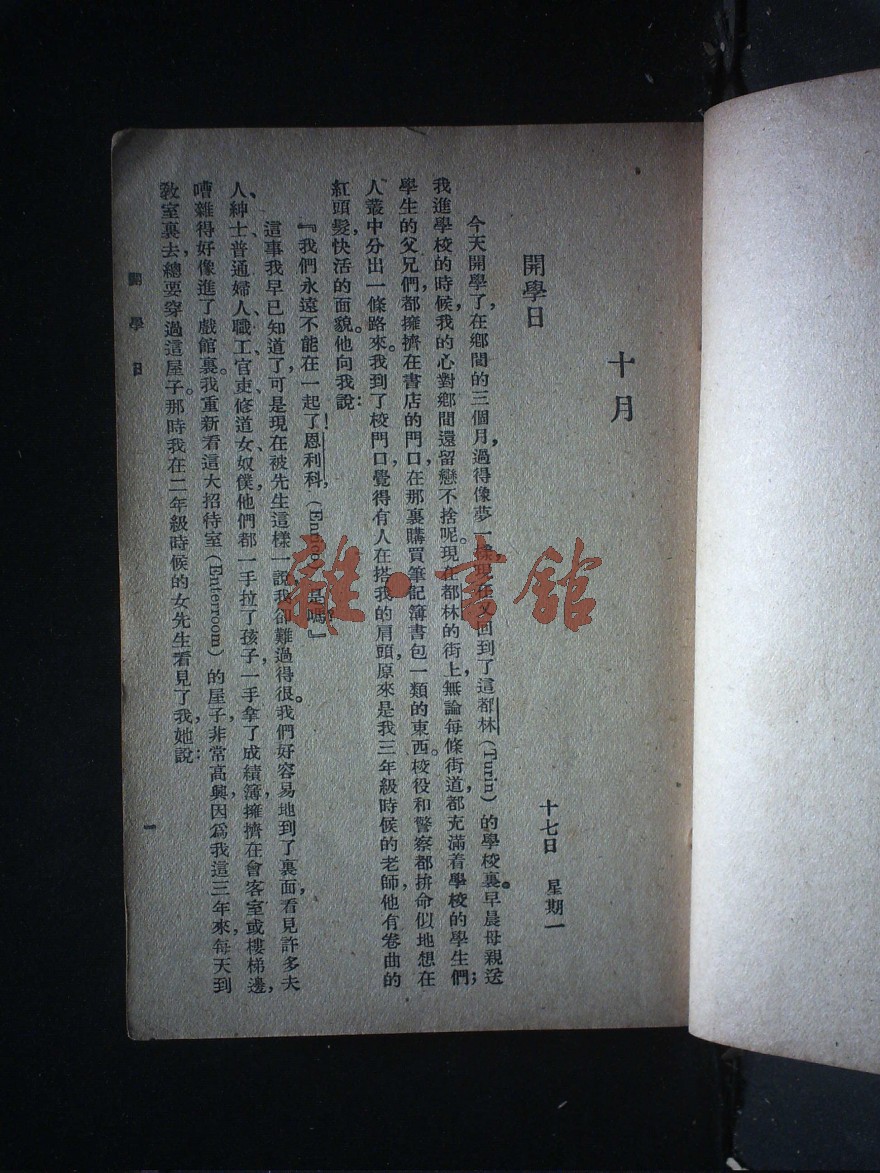 十月
開學日
十七日 星期一
今天開學了，在鄉間的三個月，過得像夢一樣，現在又回到了這都林(Turin)的學校裏。早晨母親送
我進學校的時候，我的心對鄉間還留戀不捨呢。現在都林的街上，無論每條街道，都充滿着學校的學生們；
學生的父兄們，都擁擠在書店的門口，在那裏購買筆記簿書包一類的東西。校役和警察都拚命似地想在
人叢中分出一條路來。我到了校門口，覺得有人在搭我的肩頭，原來是我三年級時候的老師，他有卷曲的
紅頭髮，快活的面貌。他向我說：
『我們永遠不能在一起了！恩利科，(Enrico)是嗎？』
這事我早已知道了，可是現在被先生這樣一說，我卻難過得很。我們好容易地到了裏面，看見許多夫
人、紳士、普通婦人、職工、官吏、修道女、奴僕，他們都一手拉了孩子，一手拿了成績簿，擁擠在會客室或樓梯邊，
嘈雜得好像進了戲館裏。我重新看這大招待室(Enterroom)的屋子，非常高興，因爲我這三年來，每天到
敎室裏去，總要穿過這屋子。那時我在二年級時候的女先生看見了我，她說：
開學日
一
雜·書館